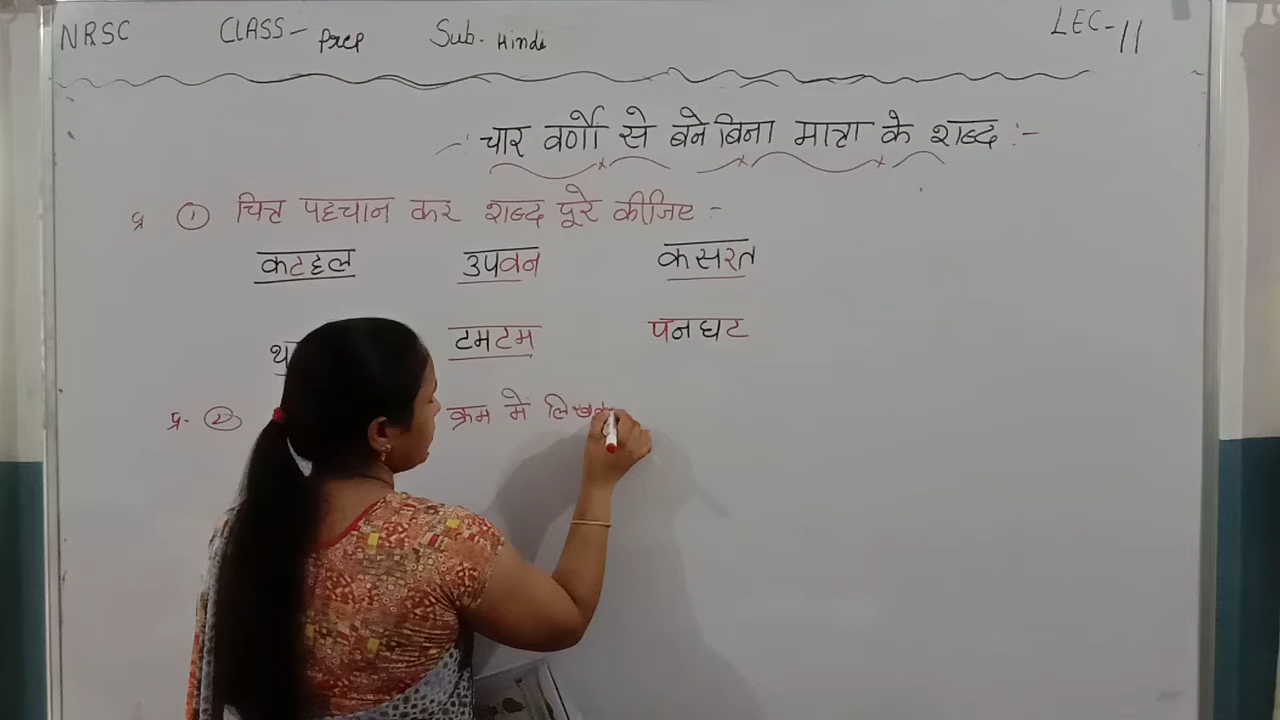 NRSC CLASS- Prep Sub. Hindi LEC-11
चार वर्णों से बने बिना मात्रा के शब्द :-
प्र ① चित्र पहचान कर शब्द पूरे कीजिए :-
कटहल उपवन कसरत
टमटम पनघट
प्र. ② क्रम में